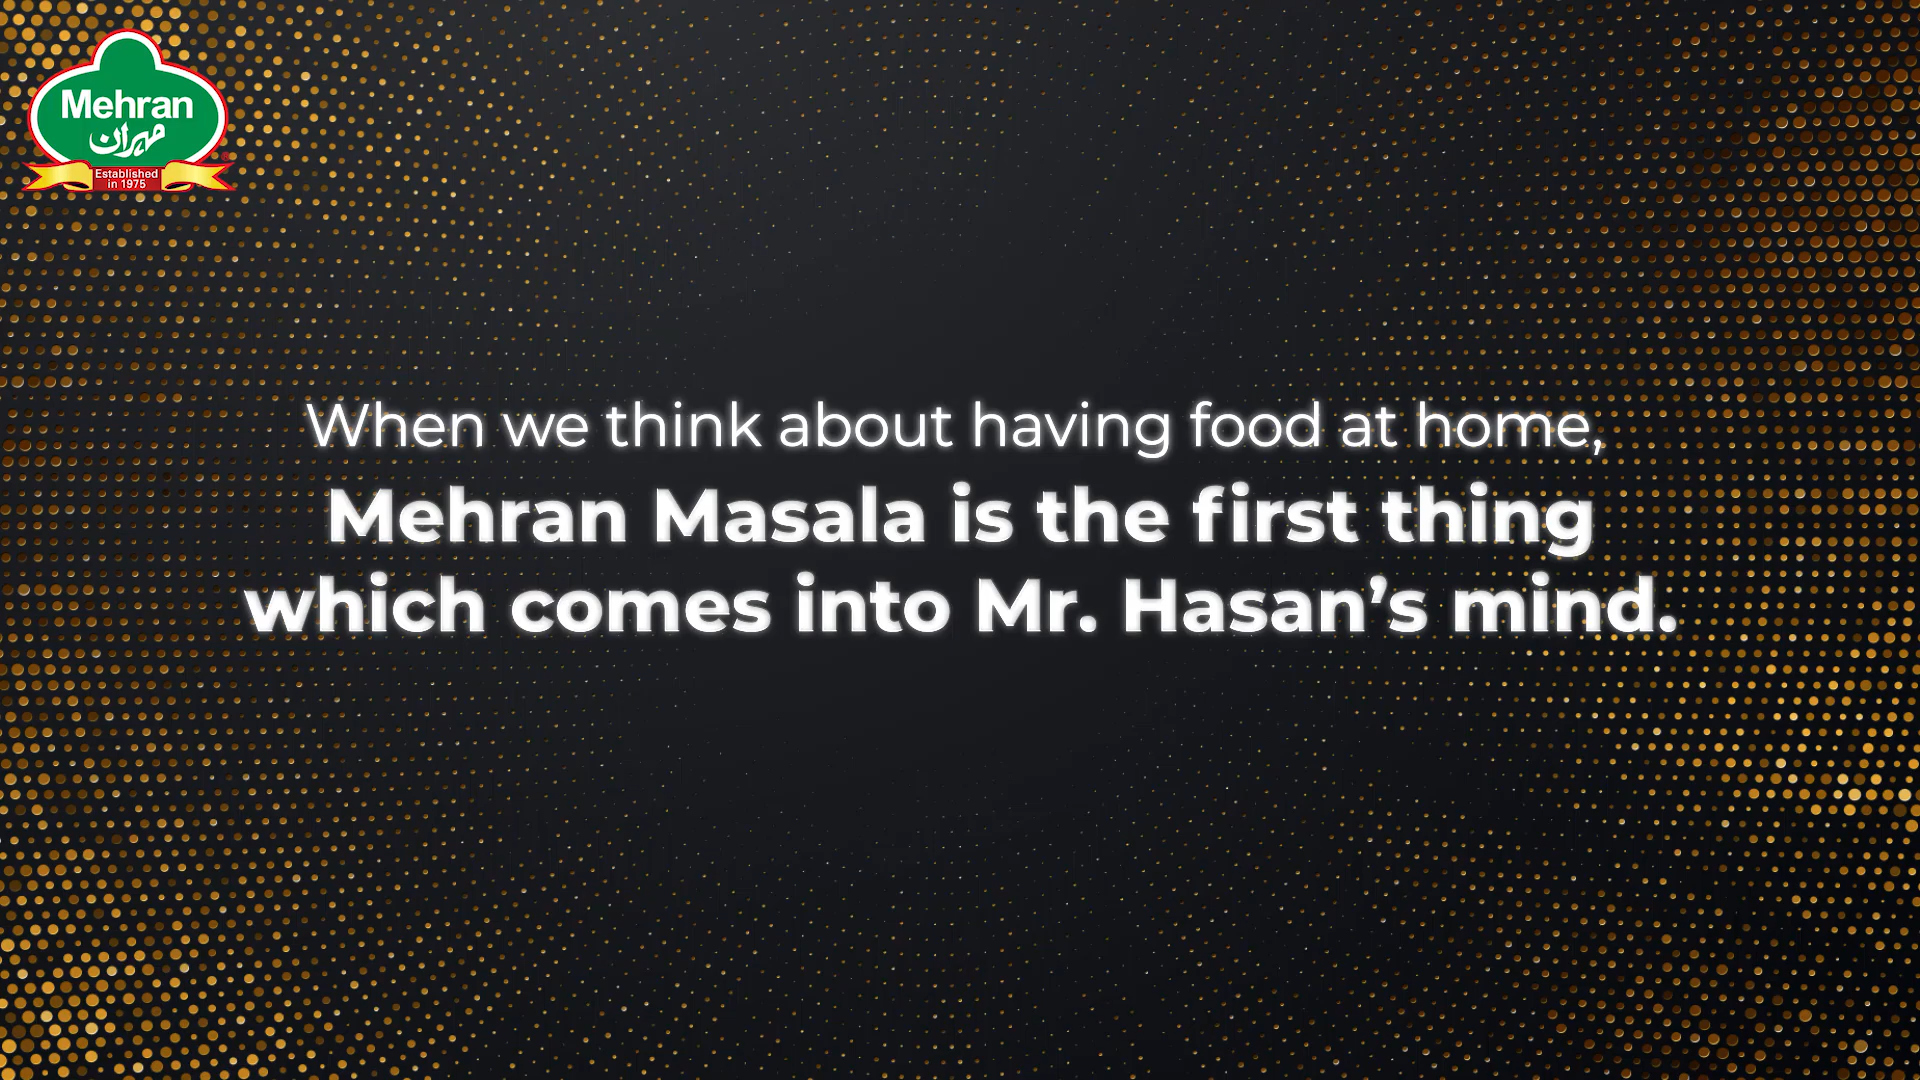 Mehran
مہران
Established
in 1975
When we think about having food at home,
Mehran Masala is the first thing
which comes into Mr. Hasan’s mind.